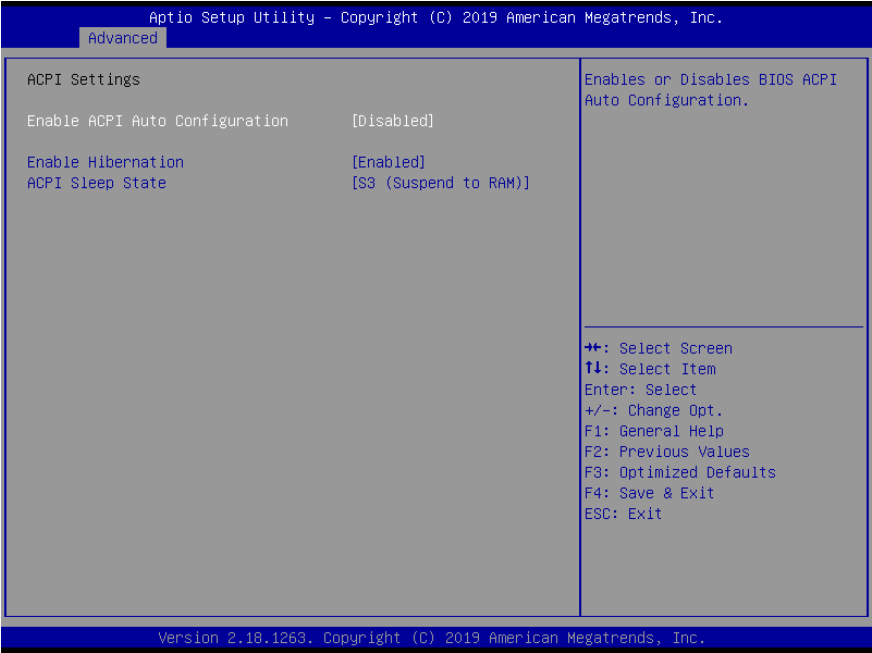 Aptio Setup Utility – Copyright (C) 2019 American Megatrends, Inc.
Advanced
ACPI Settings
Enable ACPI Auto Configuration [Disabled]
Enable Hibernation [Enabled]
ACPI Sleep State [S3 (Suspend to RAM)]
Enables or Disables BIOS ACPI
Auto Configuration.
→←: Select Screen
↑↓: Select Item
Enter: Select
+/-: Change Opt.
F1: General Help
F2: Previous Values
F3: Optimized Defaults
F4: Save & Exit
ESC: Exit
Version 2.18.1263. Copyright (C) 2019 American Megatrends, Inc.